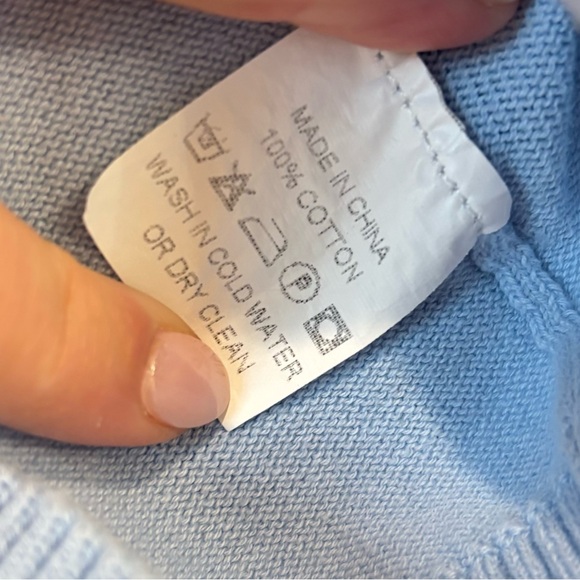 MADE IN CHINA
100% COTTON
P
WASH IN COLD WATER
OR DRY CLEAN